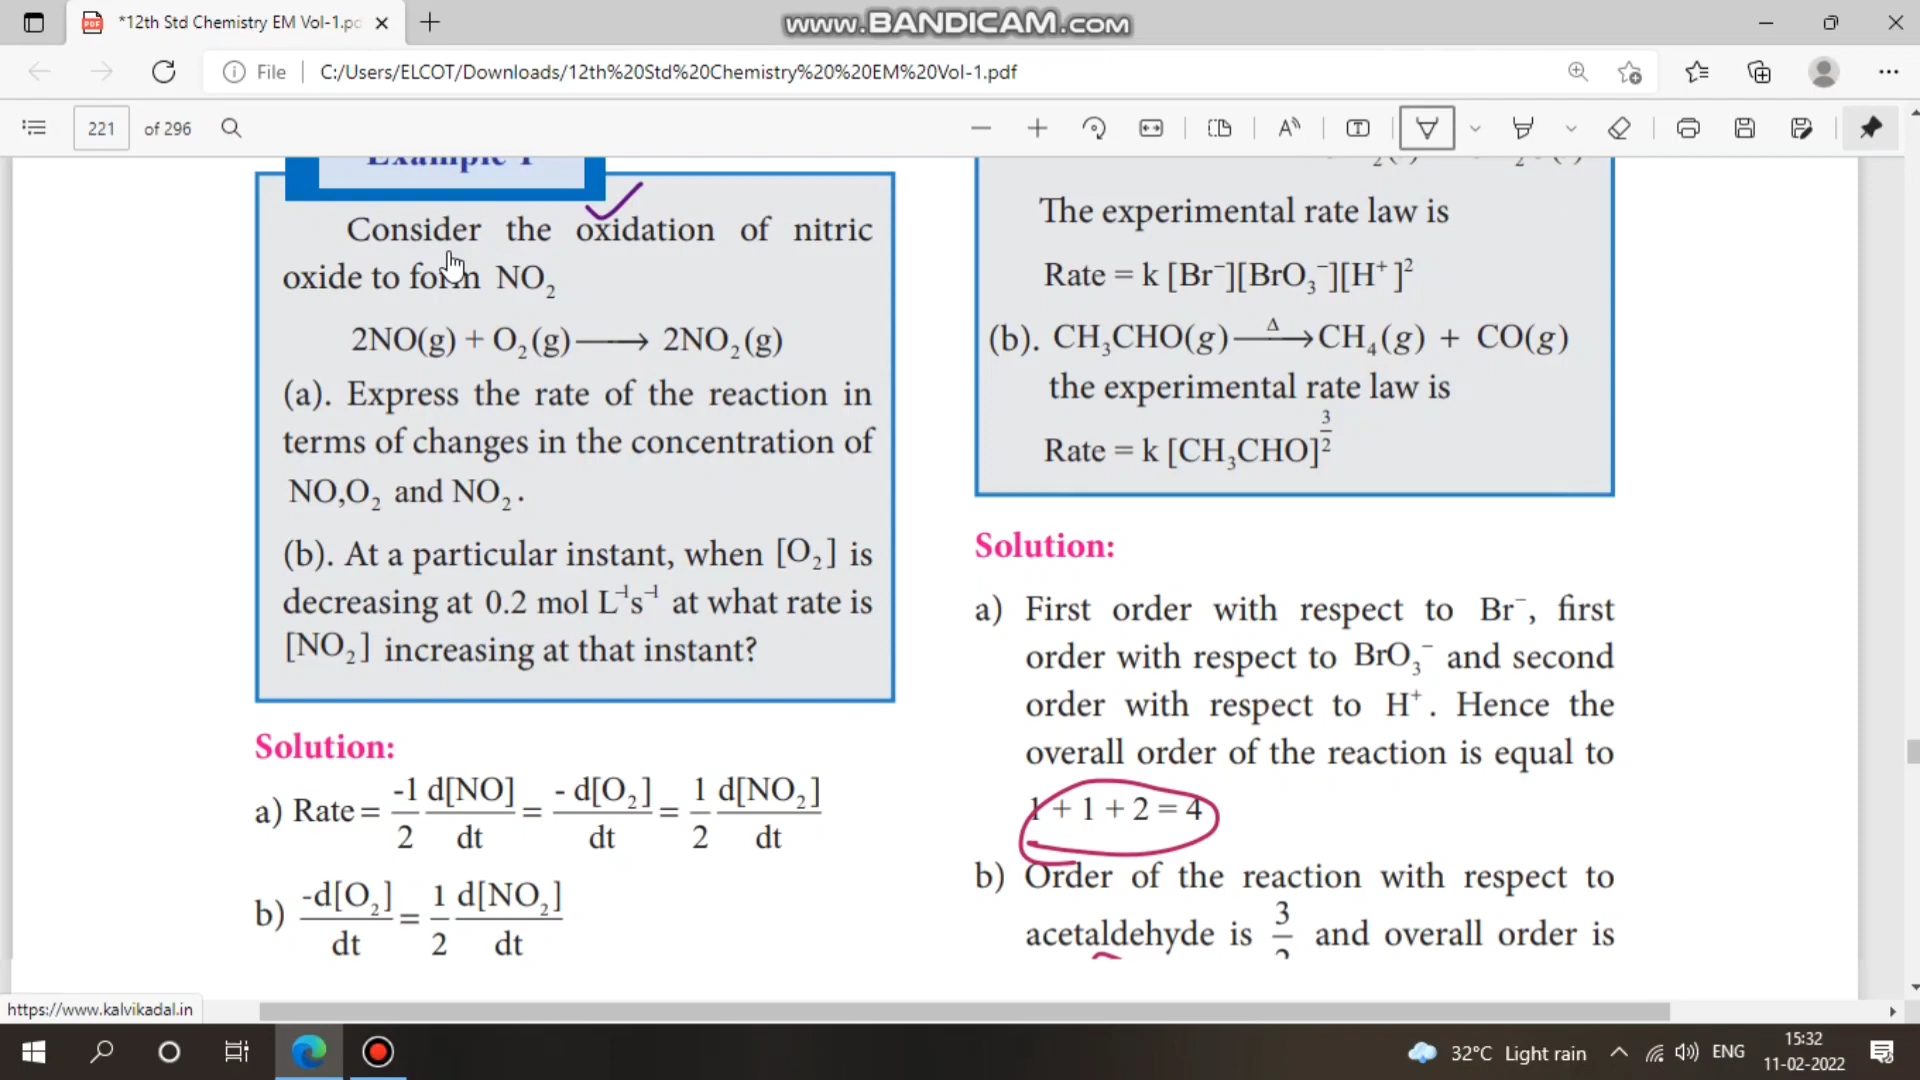 *12th Std Chemistry EM Vol-1.pd
www.BANDICAM.com
File
C:/Users/ELCOT/Downloads/12th%20Std%20Chemistry%20%20EM%20Vol-1.pdf
221 of 296
Example 1
Consider the oxidation of nitric
oxide to form NO₂
2NO(g) + O₂(g) ⟶ 2NO₂(g)
(a). Express the rate of the reaction in
terms of changes in the concentration of
NO,O₂ and NO₂.
(b). At a particular instant, when [O₂] is
decreasing at 0.2 mol L⁻¹s⁻¹ at what rate is
[NO₂] increasing at that instant?
Solution:
a) Rate = -1/2 d[NO]/dt = - d[O₂]/dt = 1/2 d[NO₂]/dt
b) -d[O₂]/dt = 1/2 d[NO₂]/dt
The experimental rate law is
Rate = k [Br⁻][BrO₃⁻][H⁺]²
(b). CH₃CHO(g) —Δ→ CH₄(g) + CO(g)
the experimental rate law is
Rate = k [CH₃CHO]^3/2
Solution:
a) First order with respect to Br⁻, first
order with respect to BrO₃⁻ and second
order with respect to H⁺. Hence the
overall order of the reaction is equal to
1 + 1 + 2 = 4
b) Order of the reaction with respect to
acetaldehyde is 3/2 and overall order is
https://www.kalvikadal.in
32°C Light rain
ENG
15:32
11-02-2022